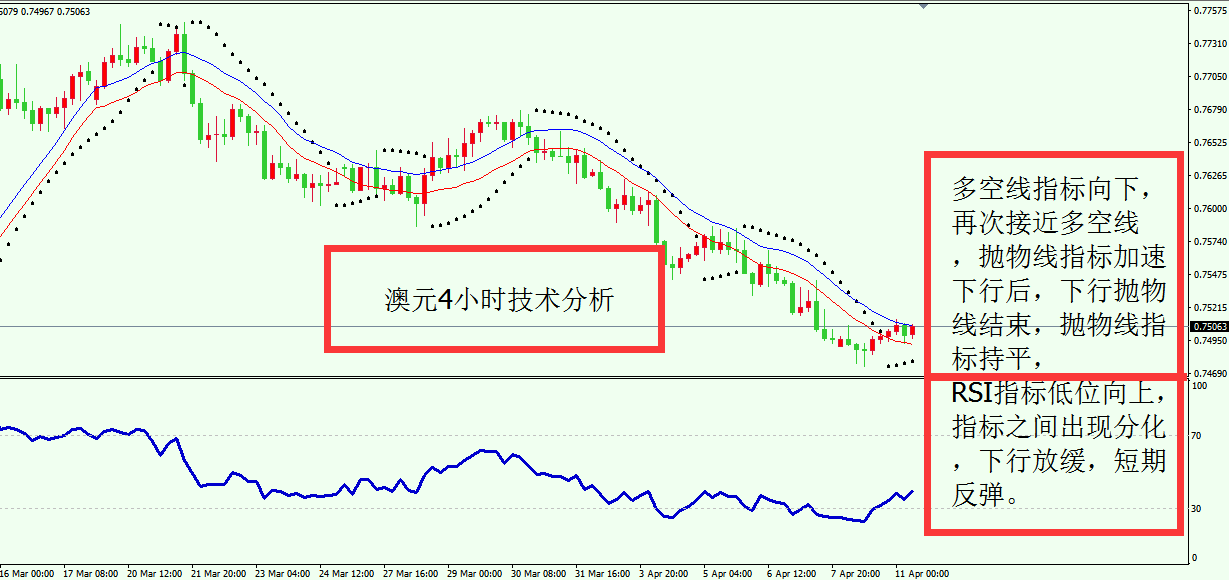 5079 0.74967 0.75063
0.77575
0.77310
0.77050
0.76790
0.76525
0.76265
0.76000
0.75740
0.75475
0.75215
0.75063
0.74950
0.74690
澳元4小时技术分析
多空线指标向下，
再次接近多空线
，抛物线指标加速
下行后，下行抛物
线结束，抛物线指
标持平，
RSI指标低位向上，
指标之间出现分化
，下行放缓，短期
反弹。
100
70
30
0
16 Mar 00:00 17 Mar 08:00 20 Mar 12:00 21 Mar 20:00 23 Mar 04:00 24 Mar 12:00 27 Mar 16:00 29 Mar 00:00 30 Mar 08:00 31 Mar 16:00 3 Apr 20:00 5 Apr 04:00 6 Apr 12:00 7 Apr 20:00 11 Apr 00:00